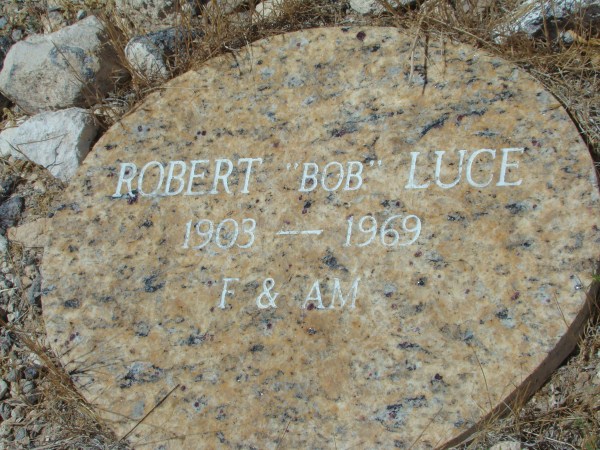 ROBERT "BOB" LUCE
1903 -- 1969
F & AM